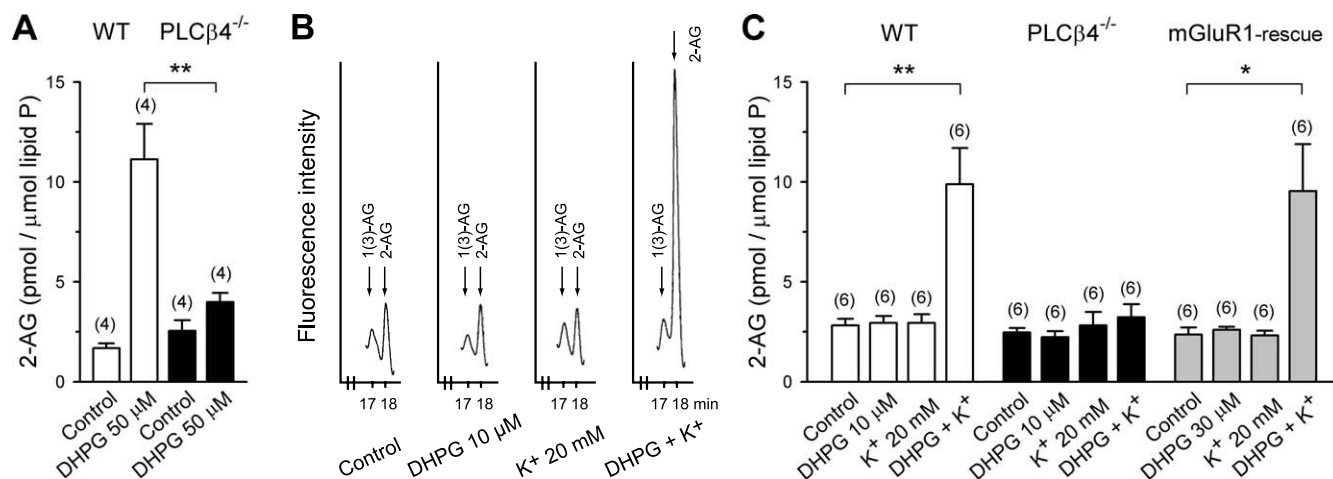 A
WT PLCβ4-/-
2-AG (pmol / μmol lipid P)
15
10
5
0
**
(4)
(4)
(4)
(4)
Control
DHPG 50 μM
Control
DHPG 50 μM
B
Fluorescence intensity
1(3)-AG
2-AG
17 18
Control
1(3)-AG
2-AG
17 18
DHPG 10 μM
1(3)-AG
2-AG
17 18
K+ 20 mM
1(3)-AG
2-AG
17 18 min
DHPG + K+
C
WT PLCβ4-/- mGluR1-rescue
2-AG (pmol / μmol lipid P)
15
10
5
0
**
*
(6)
(6)
(6)
(6)
(6)
(6)
(6)
(6)
(6)
(6)
(6)
(6)
Control
DHPG 10 μM
K+ 20 mM
DHPG + K+
Control
DHPG 10 μM
K+ 20 mM
DHPG + K+
Control
DHPG 30 μM
K+ 20 mM
DHPG + K+